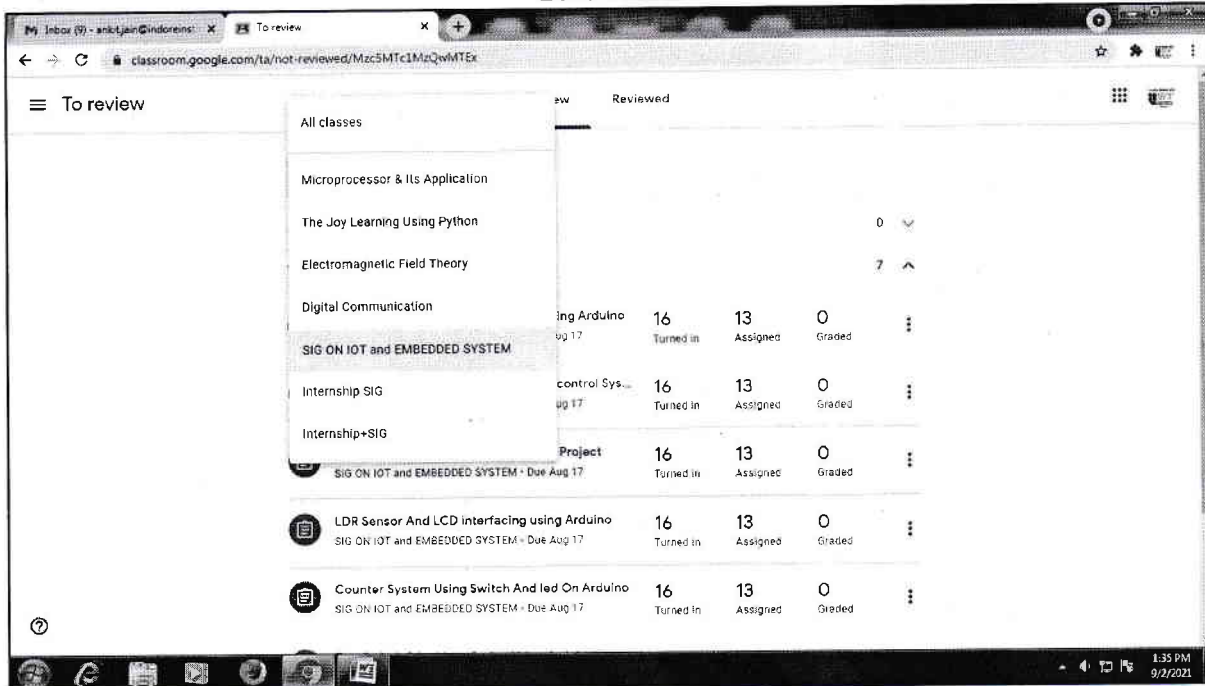 Inbox (9) - ankit.jain@indoreins
To review
classroom.google.com/ta/not-reviewed/Mzc5MTc1MzQwMTEx
To review
ew
Reviewed
All classes
Microprocessor & Its Application
The Joy Learning Using Python
0
Electromagnetic Field Theory
7
Digital Communication
ing Arduino 16 13 0
ug 17 Turned in Assigned Graded
SIG ON IOT and EMBEDDED SYSTEM
Internship SIG
control Sys... 16 13 0
ug 17 Turned in Assigned Graded
Internship+SIG
Project 16 13 0
SIG ON IOT and EMBEDDED SYSTEM · Due Aug 17 Turned in Assigned Graded
LDR Sensor And LCD interfacing using Arduino 16 13 0
SIG ON IOT and EMBEDDED SYSTEM · Due Aug 17 Turned in Assigned Graded
Counter System Using Switch And led On Arduino 16 13 0
SIG ON IOT and EMBEDDED SYSTEM · Due Aug 17 Turned in Assigned Graded
1:35 PM
9/2/2021